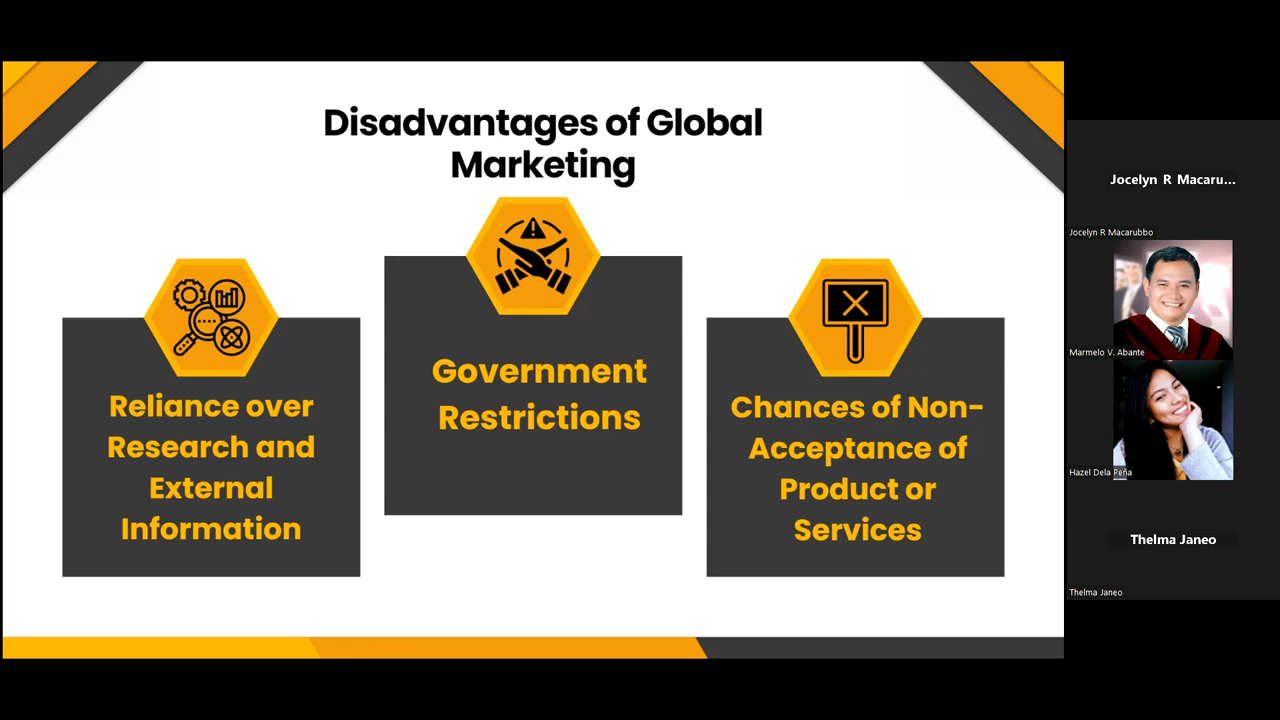 Disadvantages of Global
Marketing
Reliance over
Research and
External
Information
Government
Restrictions
Chances of Non-
Acceptance of
Product or
Services
Jocelyn R Macaru...
Jocelyn R Macarubbo
Marmelo V. Abante
Hazel Dela Peña
Thelma Janeo
Thelma Janeo